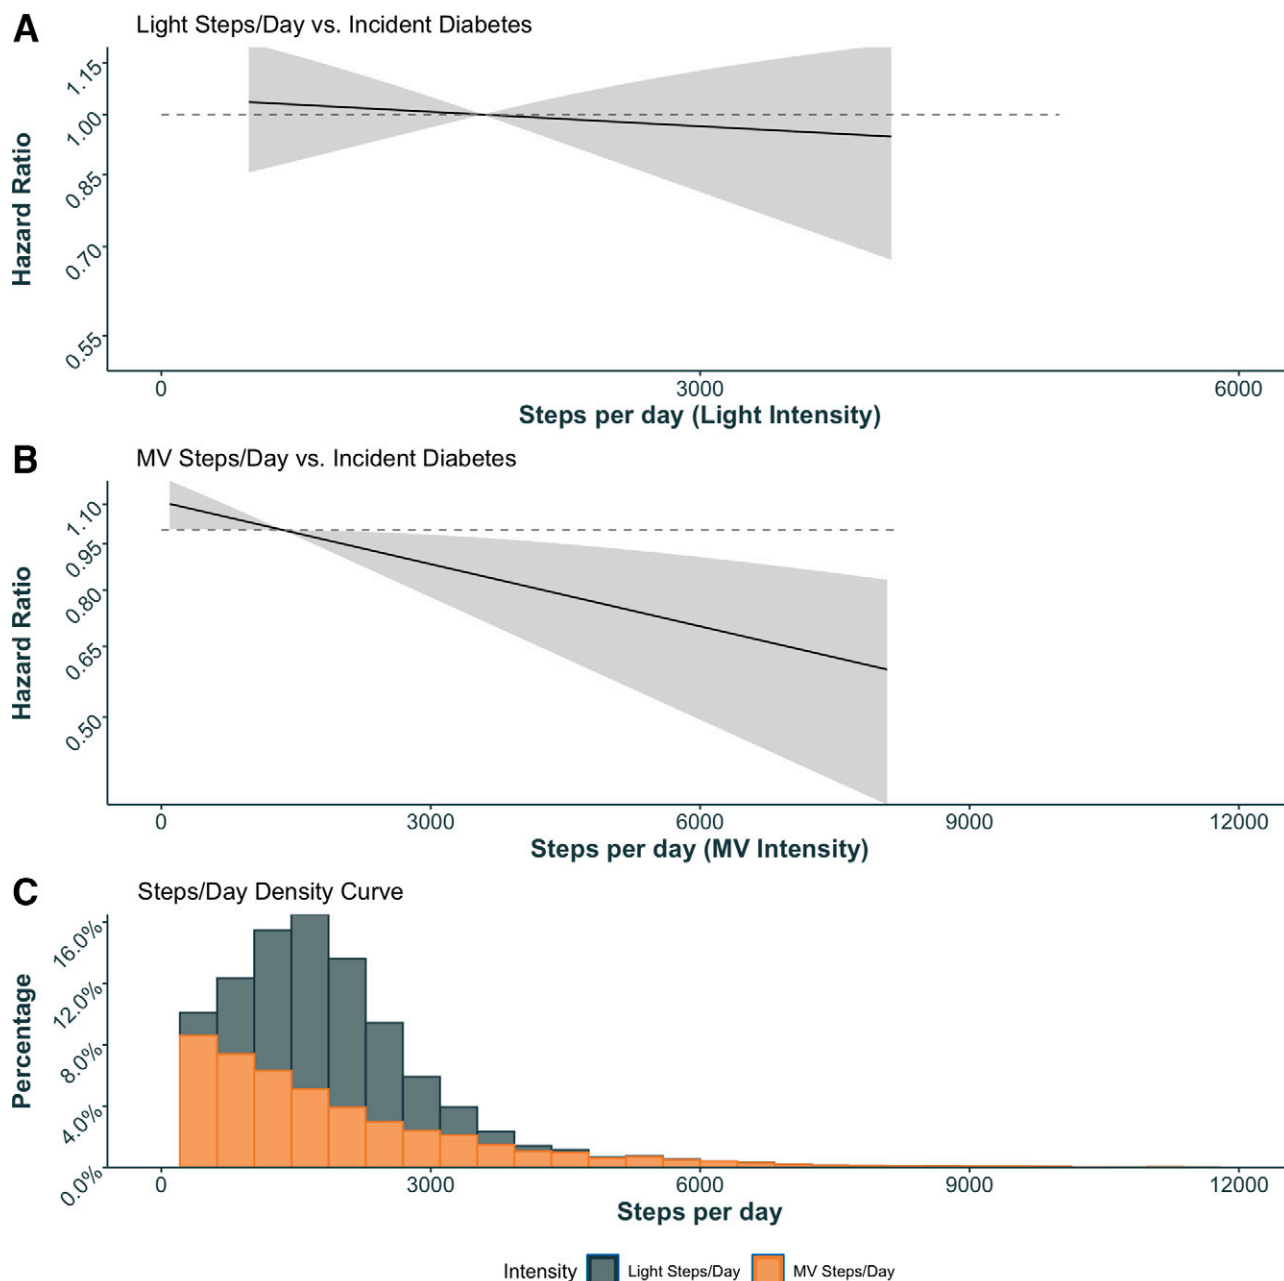 A
Light Steps/Day vs. Incident Diabetes
Hazard Ratio
1.15
1.00
0.85
0.70
0.55
0 3000 6000
Steps per day (Light Intensity)
B
MV Steps/Day vs. Incident Diabetes
Hazard Ratio
1.10
0.95
0.80
0.65
0.50
0 3000 6000 9000 12000
Steps per day (MV Intensity)
C
Steps/Day Density Curve
Percentage
16.0%
12.0%
8.0%
4.0%
0.0%
0 3000 6000 9000 12000
Steps per day
Intensity Light Steps/Day MV Steps/Day